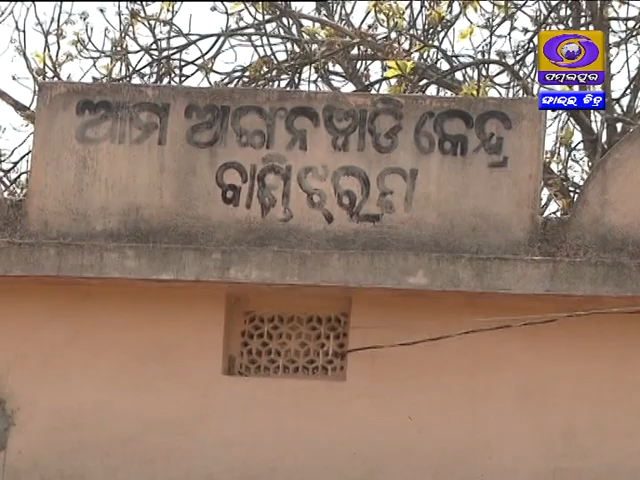 ଆମ ଅଙ୍ଗନୱାଡି କେନ୍ଦ୍ର
ସମ୍ବଲପୁର
ଫାଇଲ ଚିତ୍ର